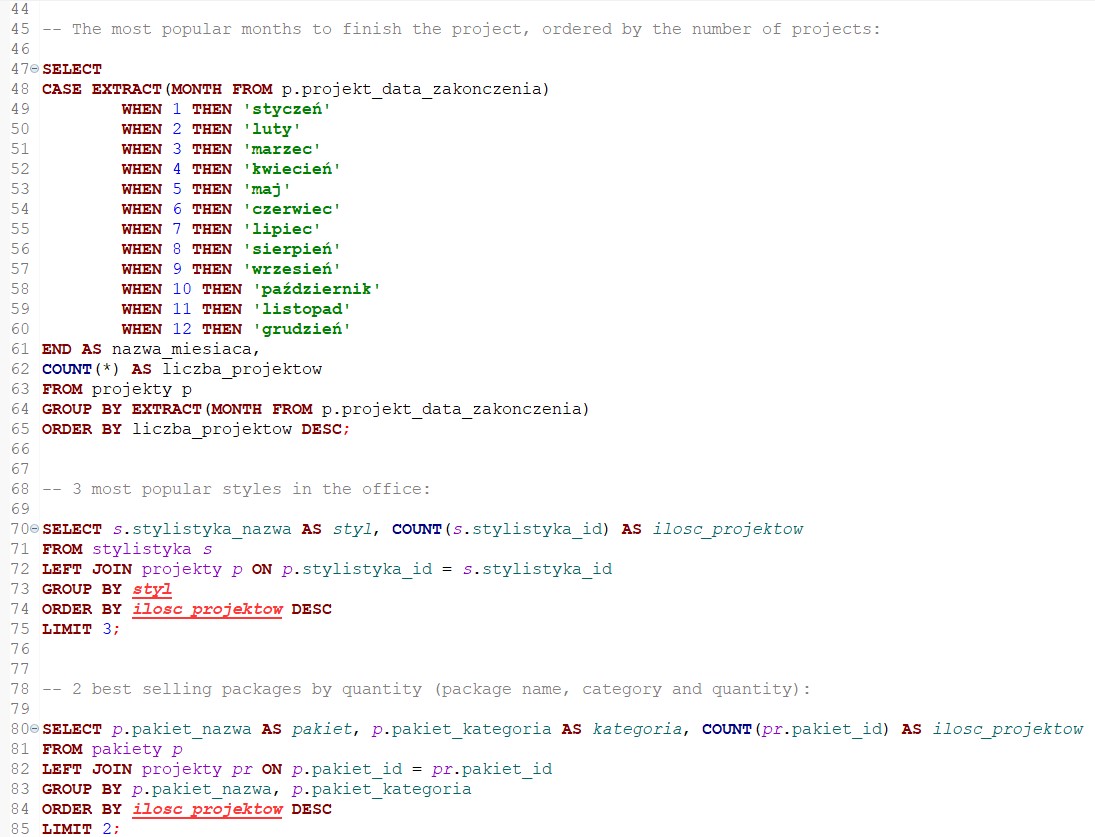 44
45 -- The most popular months to finish the project, ordered by the number of projects:
46
47 SELECT
48 CASE EXTRACT(MONTH FROM p.projekt_data_zakonczenia)
49 WHEN 1 THEN 'styczeń'
50 WHEN 2 THEN 'luty'
51 WHEN 3 THEN 'marzec'
52 WHEN 4 THEN 'kwiecień'
53 WHEN 5 THEN 'maj'
54 WHEN 6 THEN 'czerwiec'
55 WHEN 7 THEN 'lipiec'
56 WHEN 8 THEN 'sierpień'
57 WHEN 9 THEN 'wrzesień'
58 WHEN 10 THEN 'październik'
59 WHEN 11 THEN 'listopad'
60 WHEN 12 THEN 'grudzień'
61 END AS nazwa_miesiaca,
62 COUNT(*) AS liczba_projektow
63 FROM projekty p
64 GROUP BY EXTRACT(MONTH FROM p.projekt_data_zakonczenia)
65 ORDER BY liczba_projektow DESC;
66
67
68 -- 3 most popular styles in the office:
69
70 SELECT s.stylistyka_nazwa AS styl, COUNT(s.stylistyka_id) AS ilosc_projektow
71 FROM stylistyka s
72 LEFT JOIN projekty p ON p.stylistyka_id = s.stylistyka_id
73 GROUP BY styl
74 ORDER BY ilosc_projektow DESC
75 LIMIT 3;
76
77
78 -- 2 best selling packages by quantity (package name, category and quantity):
79
80 SELECT p.pakiet_nazwa AS pakiet, p.pakiet_kategoria AS kategoria, COUNT(pr.pakiet_id) AS ilosc_projektow
81 FROM pakiety p
82 LEFT JOIN projekty pr ON p.pakiet_id = pr.pakiet_id
83 GROUP BY p.pakiet_nazwa, p.pakiet_kategoria
84 ORDER BY ilosc_projektow DESC
85 LIMIT 2;